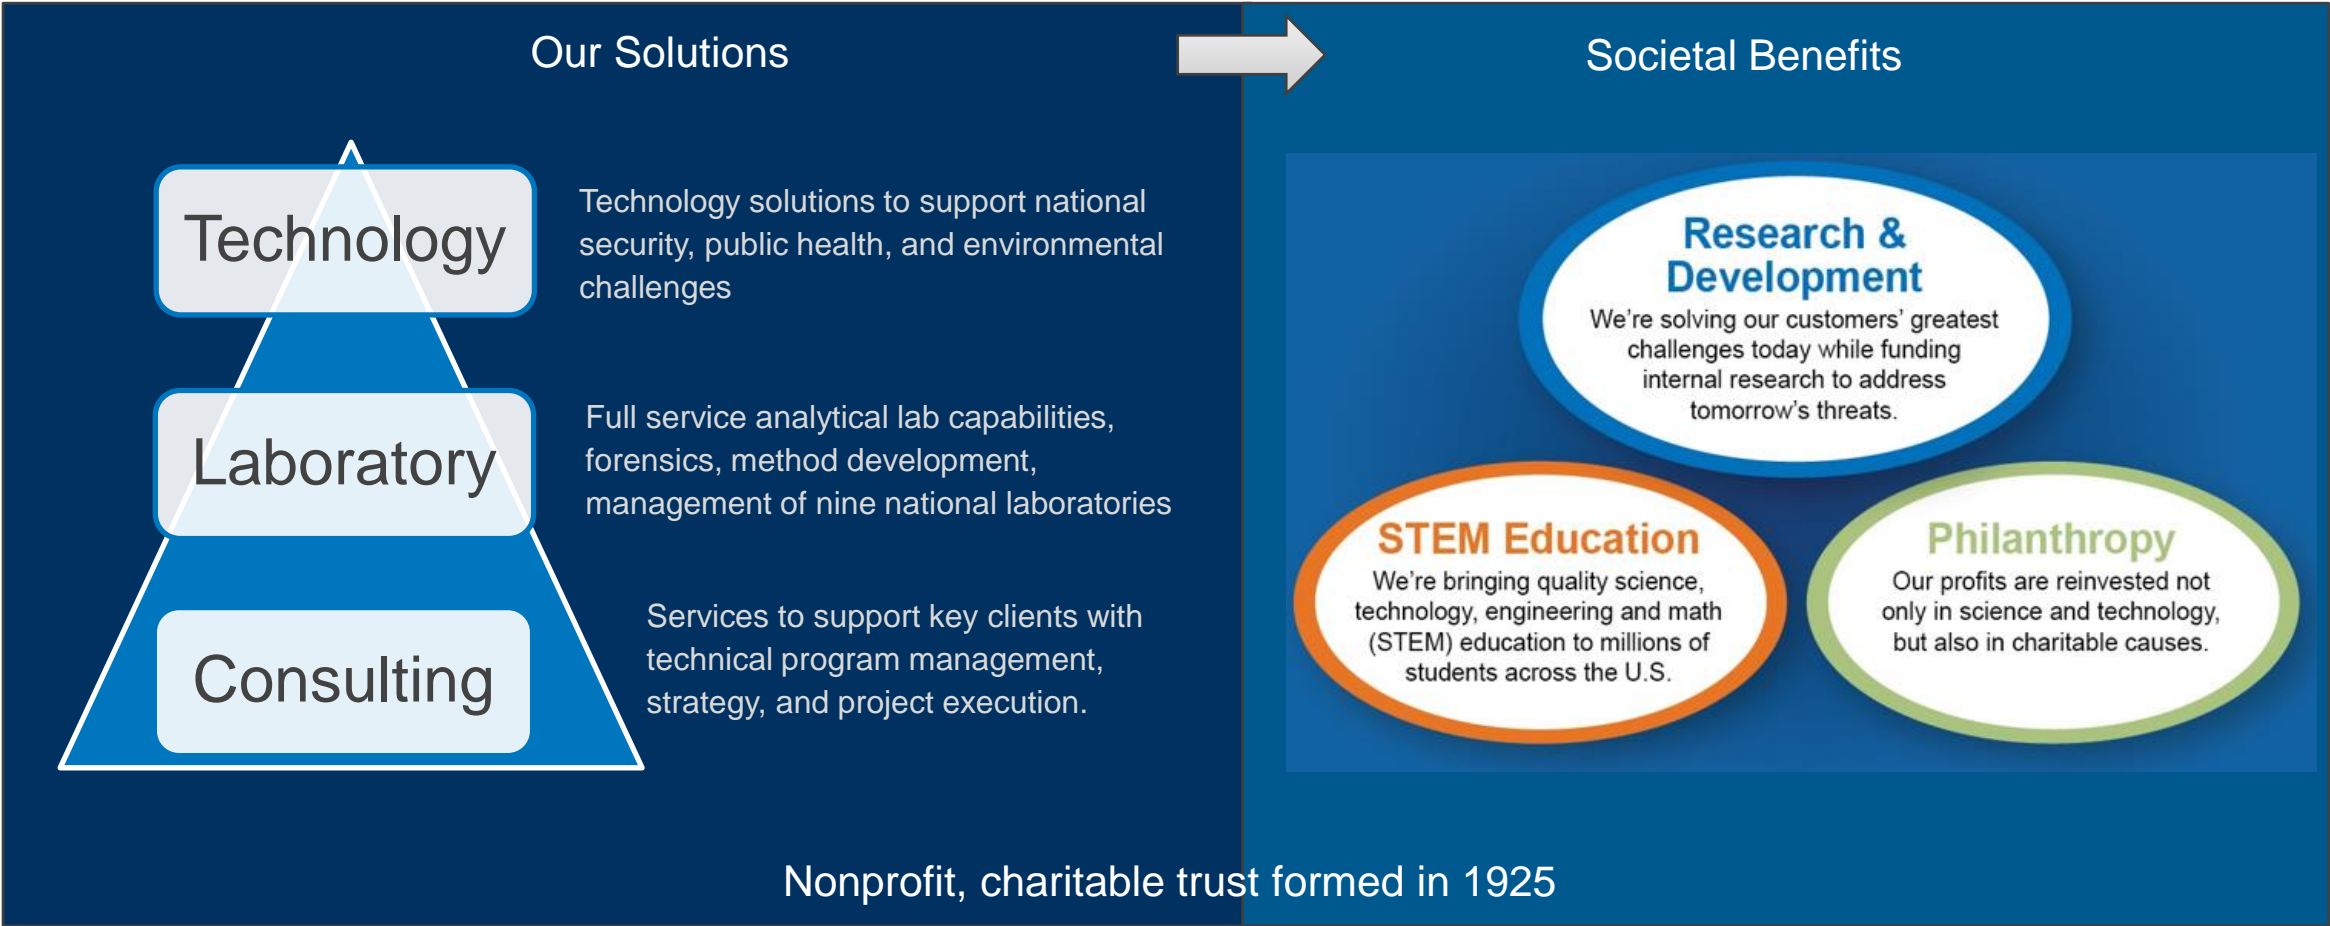 Our Solutions
Societal Benefits
Technology
Technology solutions to support national
security, public health, and environmental
challenges
Laboratory
Full service analytical lab capabilities,
forensics, method development,
management of nine national laboratories
Consulting
Services to support key clients with
technical program management,
strategy, and project execution.
Research &
Development
We're solving our customers' greatest
challenges today while funding
internal research to address
tomorrow's threats.
STEM Education
We're bringing quality science,
technology, engineering and math
(STEM) education to millions of
students across the U.S.
Philanthropy
Our profits are reinvested not
only in science and technology,
but also in charitable causes.
Nonprofit, charitable trust formed in 1925